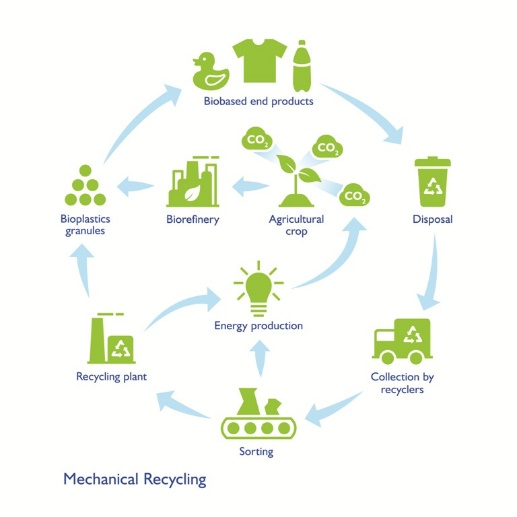 Biobased end products
CO₂
CO₂
CO₂
Bioplastics
granules
Biorefinery
Agricultural
crop
Disposal
Energy production
Recycling plant
Collection by
recyclers
Sorting
Mechanical Recycling